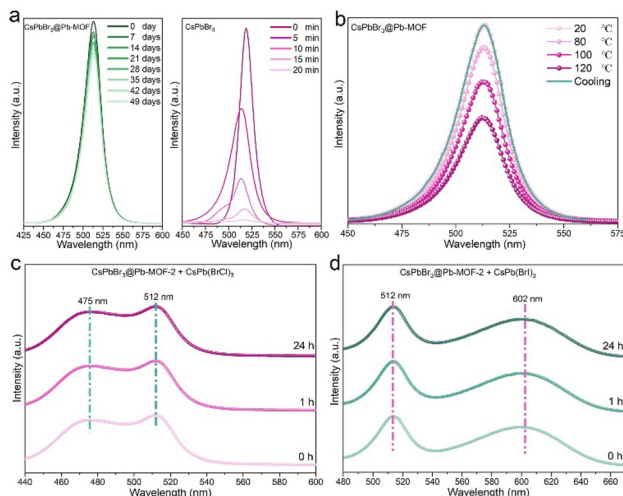 a
CsPbBr₃@Pb-MOF
0 day
7 days
14 days
21 days
28 days
35 days
42 days
49 days
Intensity (a.u.)
425 450 475 500 525 550 575 600
Wavelength (nm)
CsPbBr₃
0 min
5 min
10 min
15 min
20 min
Intensity (a.u.)
450 475 500 525 550 575 600
Wavelength (nm)
b
CsPbBr₃@Pb-MOF
20 °C
80 °C
100 °C
120 °C
Cooling
Intensity (a.u.)
450 475 500 525 550 575
Wavelength (nm)
c
CsPbBr₃@Pb-MOF-2 + CsPb(BrCl)₃
475 nm
512 nm
24 h
1 h
0 h
Intensity (a.u.)
440 460 480 500 520 540 560 580 600
Wavelength (nm)
d
CsPbBr₃@Pb-MOF-2 + CsPb(BrI)₃
512 nm
602 nm
24 h
1 h
0 h
Intensity (a.u.)
480 500 520 540 560 580 600 620 640 660
Wavelength (nm)